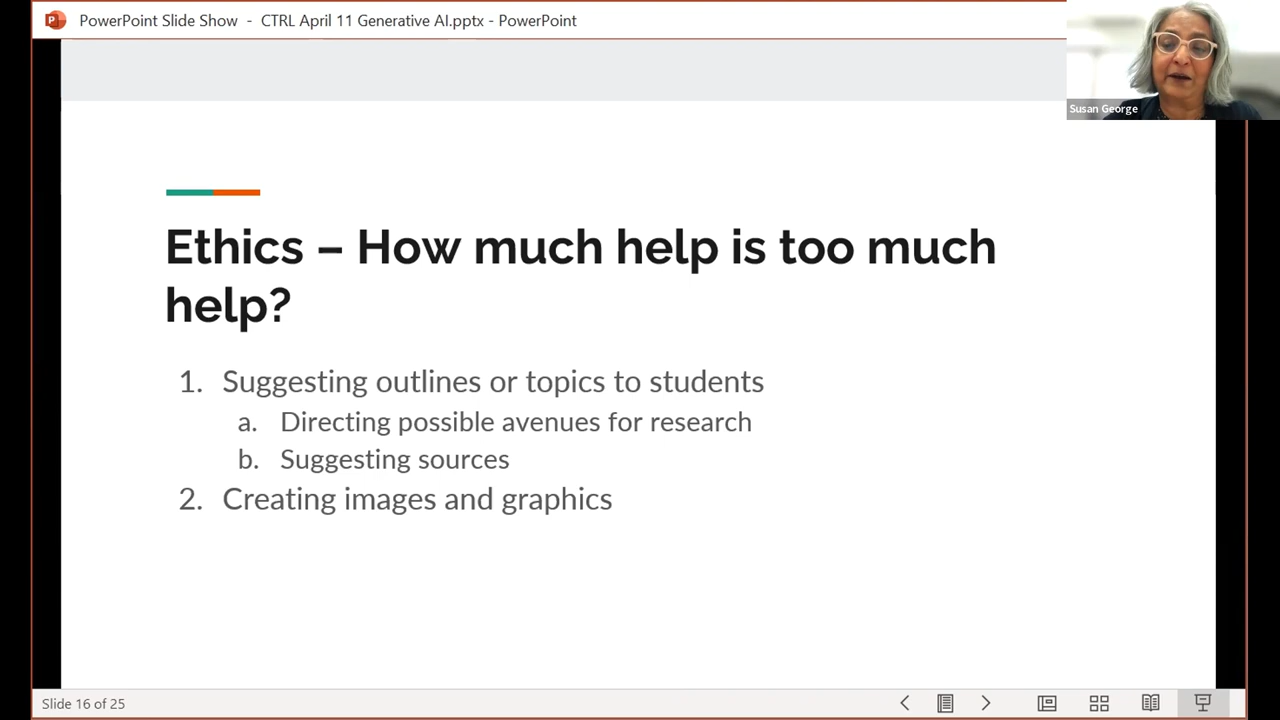 PowerPoint Slide Show - CTRL April 11 Generative AI.pptx - PowerPoint
Susan George
Ethics – How much help is too much
help?
1. Suggesting outlines or topics to students
a. Directing possible avenues for research
b. Suggesting sources
2. Creating images and graphics
Slide 16 of 25